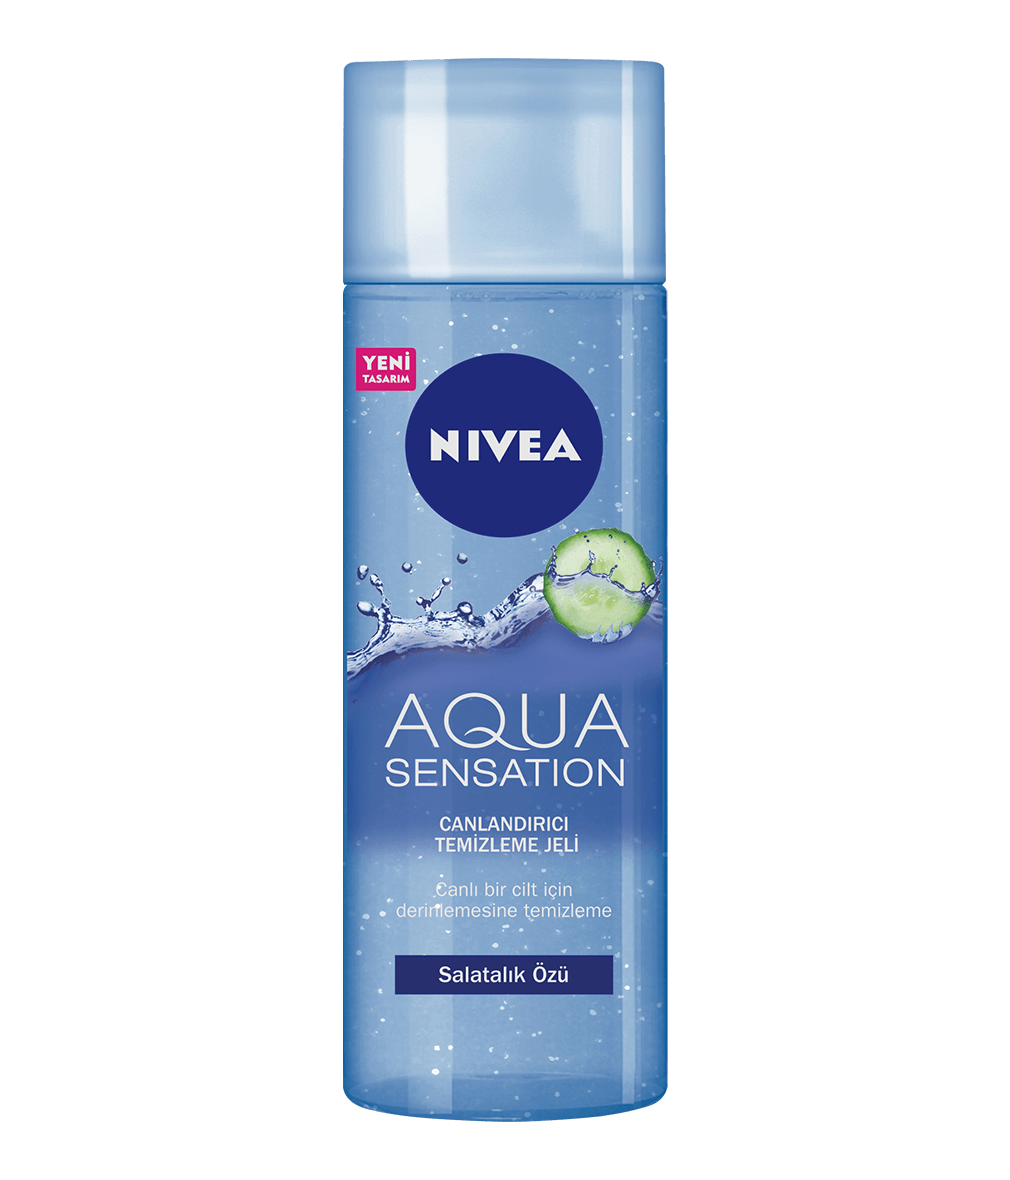 YENİ
TASARIM
NIVEA
AQUA
SENSATION
CANLANDIRICI
TEMİZLEME JELİ
Canlı bir cilt için
derinlemesine temizleme
Salatalık Özü